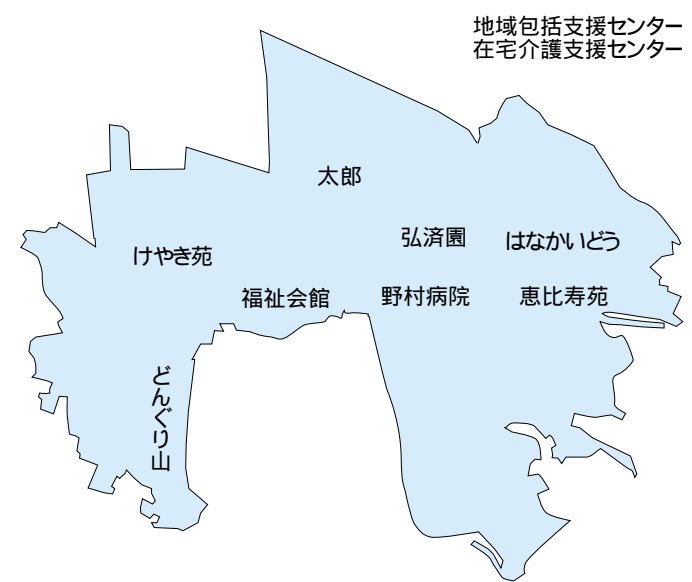 地域包括支援センター
在宅介護支援センター
太郎
弘済園
はなかいどう
けやき苑
福祉会館
野村病院
恵比寿苑
どんぐり山